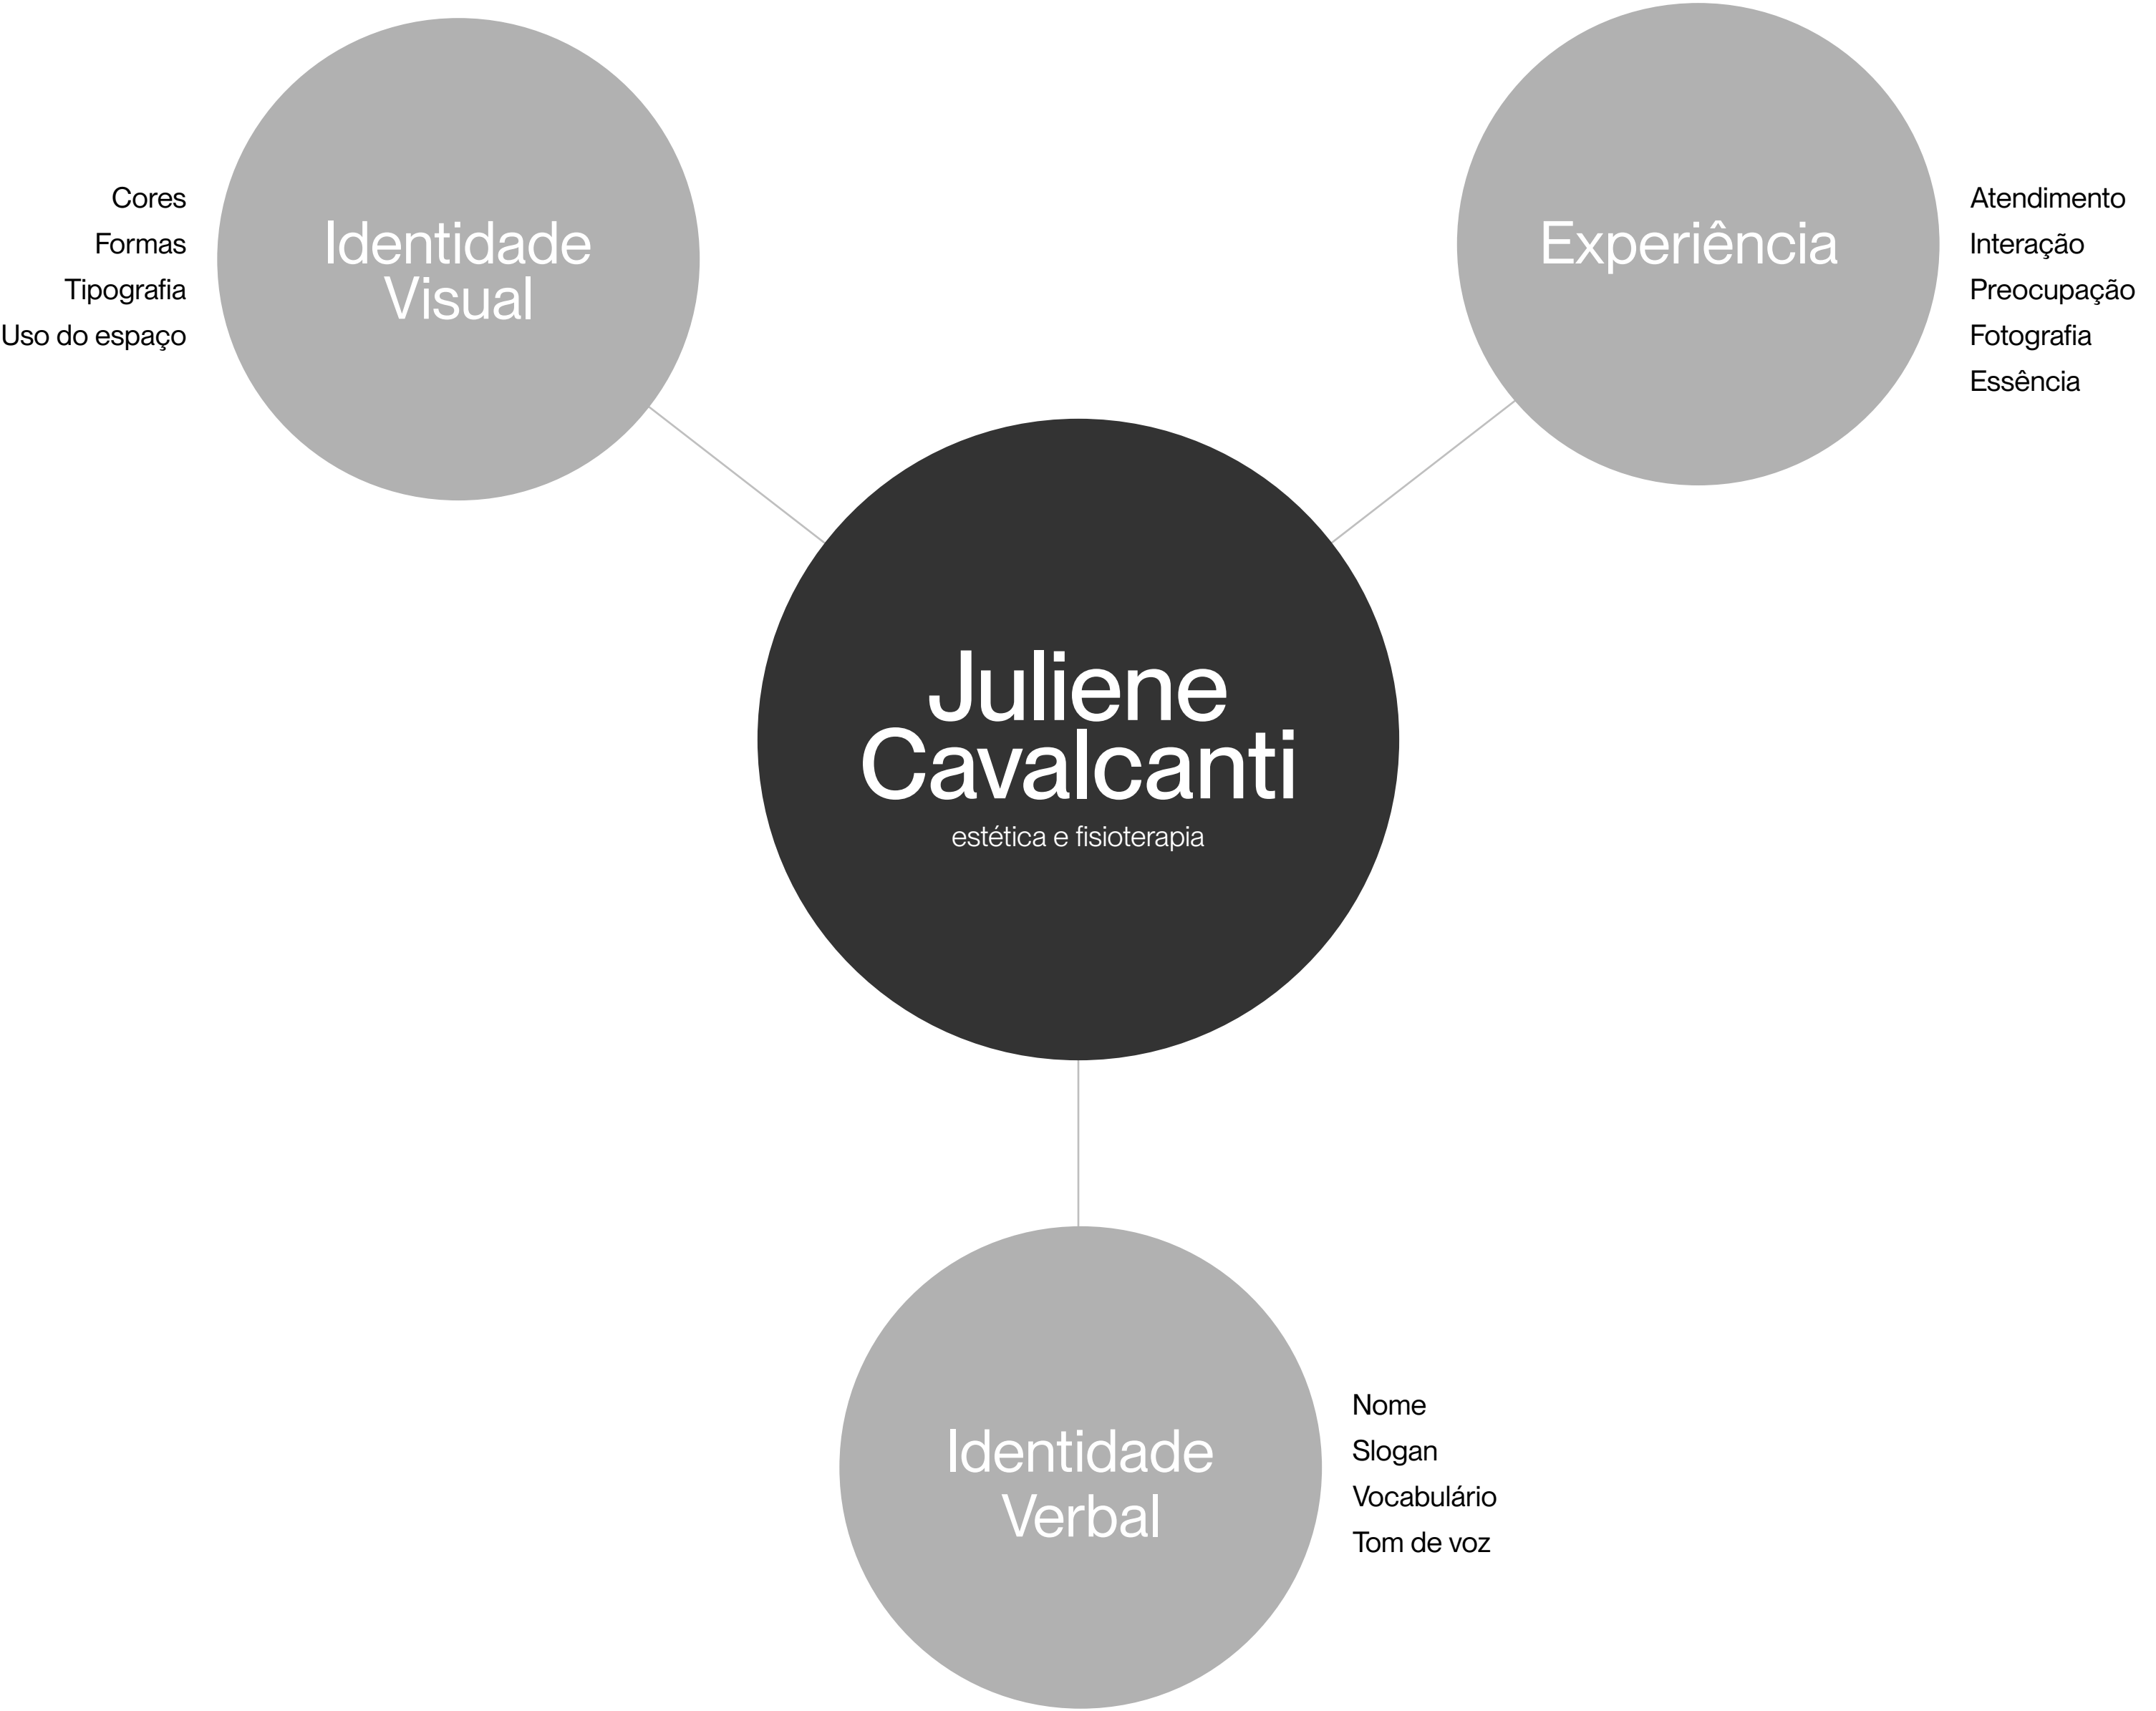 Cores
Formas
Tipografia
Uso do espaço
Identidade
Visual
Experiência
Atendimento
Interação
Preocupação
Fotografia
Essência
Juliene
Cavalcanti
estética e fisioterapia
Identidade
Verbal
Nome
Slogan
Vocabulário
Tom de voz